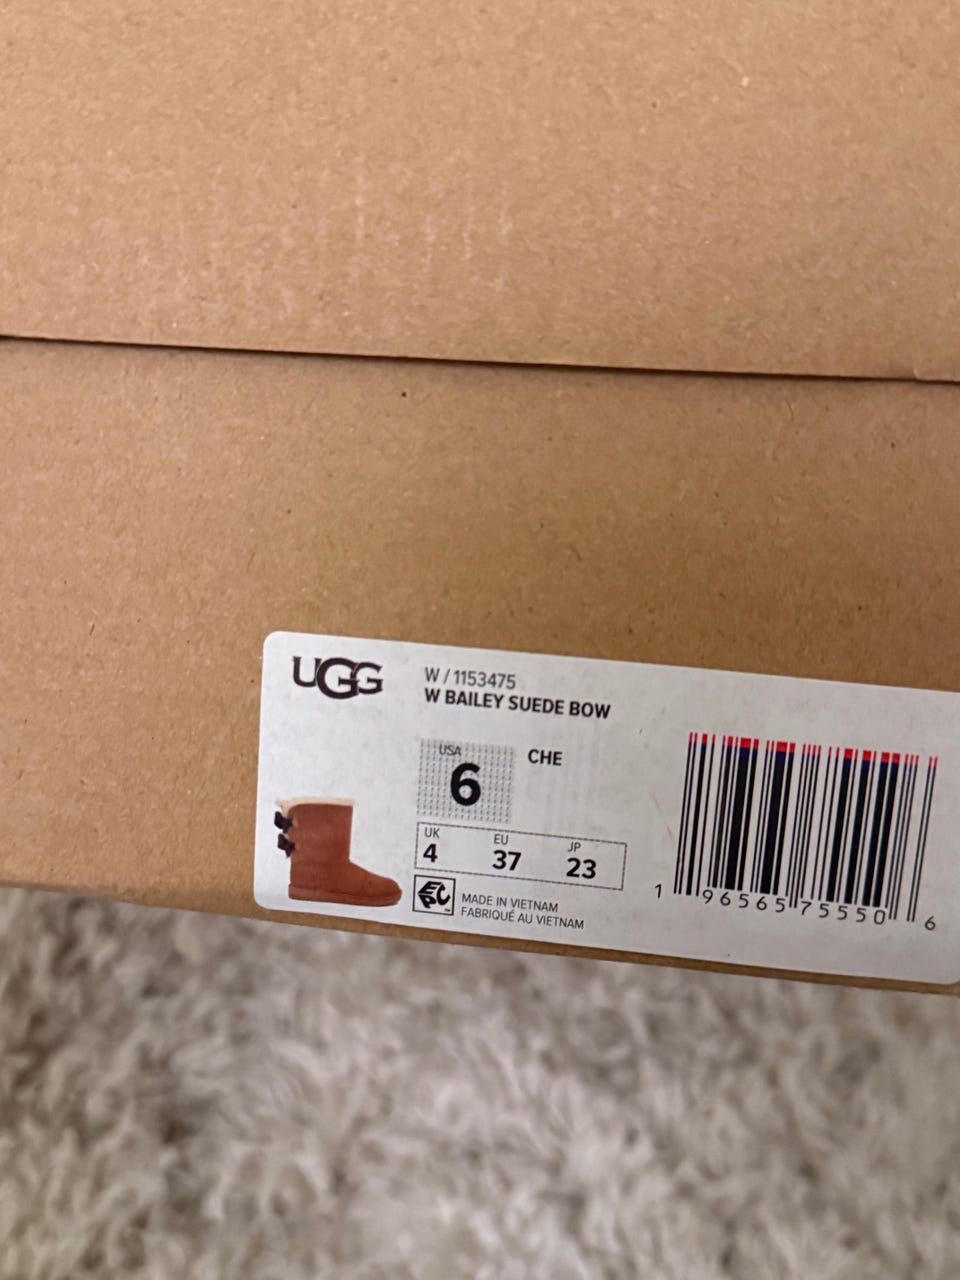 UGG
W / 1153475
W BAILEY SUEDE BOW
USA
6
CHE
UK
4
EU
37
JP
23
EPC
MADE IN VIETNAM
FABRIQUÉ AU VIETNAM
1 96565 75550 6